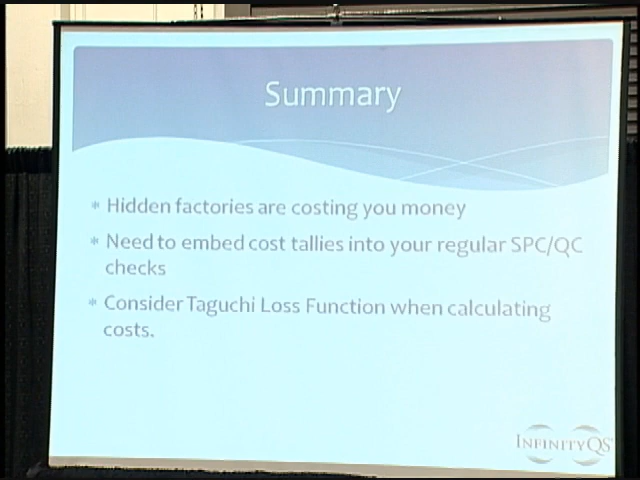 Summary
* Hidden factories are costing you money
* Need to embed cost tallies into your regular SPC/QC
checks
* Consider Taguchi Loss Function when calculating
costs.
INFINITYQS